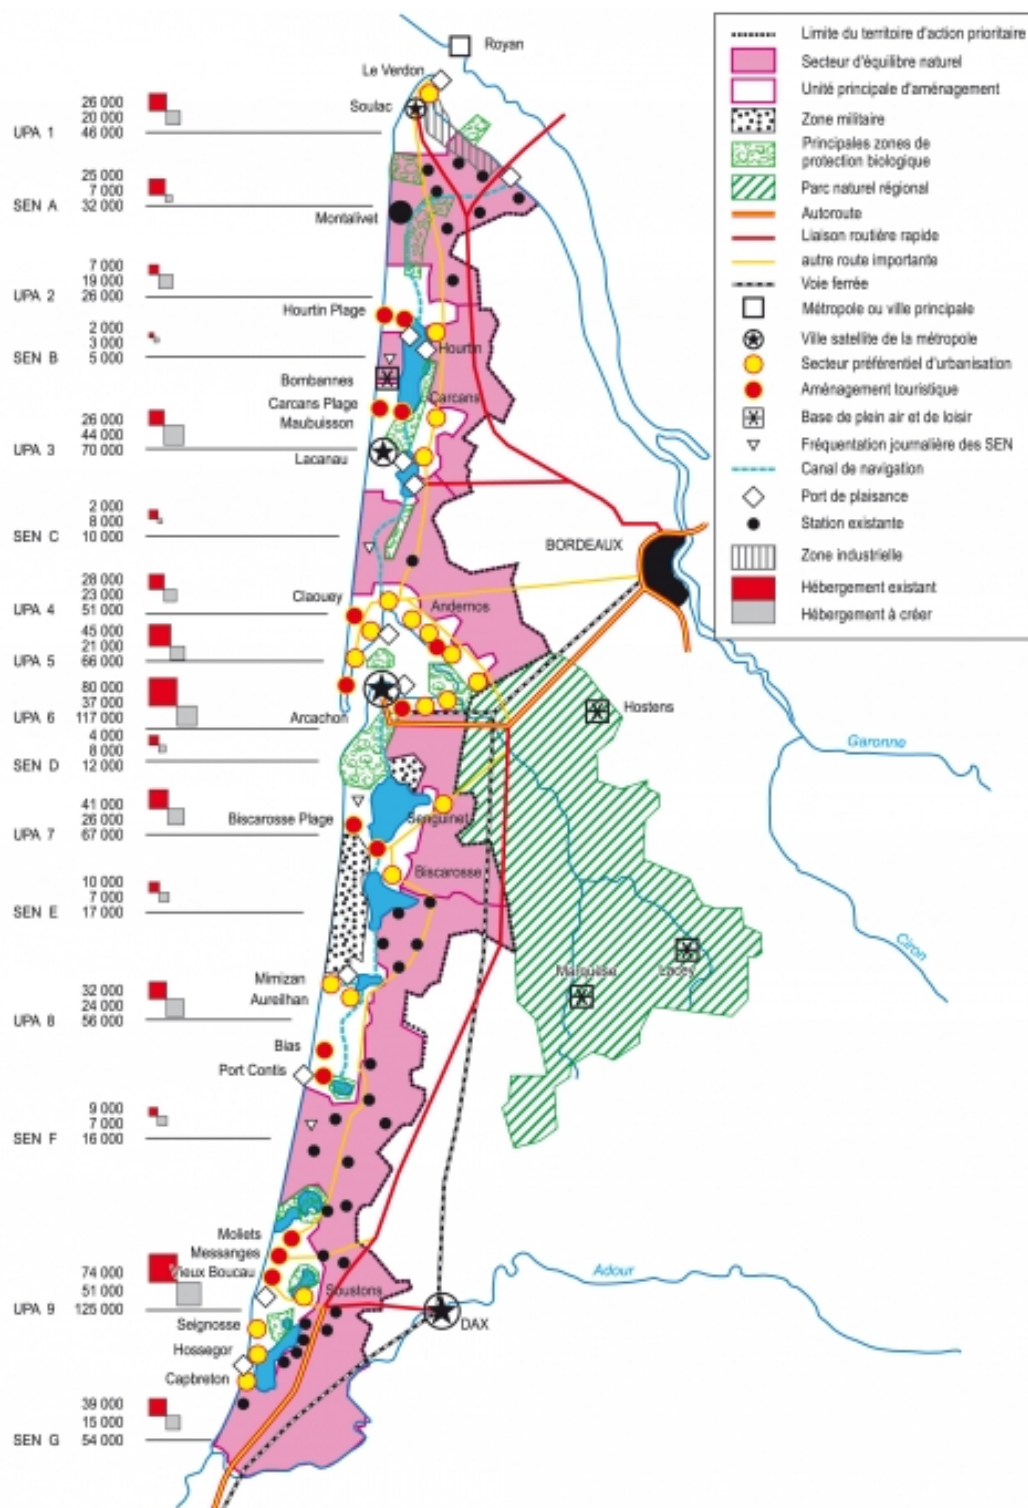 Limite du territoire d'action prioritaire
Secteur d'équilibre naturel
Unité principale d'aménagement
Zone militaire
Principales zones de
protection biologique
Parc naturel régional
Autoroute
Liaison routière rapide
autre route importante
Voie ferrée
Métropole ou ville principale
Ville satellite de la métropole
Secteur préférentiel d'urbanisation
Aménagement touristique
Base de plein air et de loisir
Fréquentation journalière des SEN
Canal de navigation
Port de plaisance
Station existante
Zone industrielle
Hébergement existant
Hébergement à créer
Royan
Le Verdon
Soulac
26 000
20 000
UPA 1 46 000
25 000
7 000
SEN A 32 000
Montalivet
7 000
19 000
UPA 2 26 000
Hourtin Plage
2 000
3 000
SEN B 5 000
Hourtin
Bombannes
Carcans Plage
Carcans
Maubuisson
26 000
44 000
UPA 3 70 000
Lacanau
2 000
8 000
SEN C 10 000
BORDEAUX
28 000
23 000
UPA 4 51 000
Claouey
Andernos
45 000
21 000
UPA 5 66 000
80 000
37 000
UPA 6 117 000
Arcachon
Hostens
4 000
8 000
SEN D 12 000
Garonne
41 000
26 000
UPA 7 67 000
Biscarosse Plage
Senguinet
Biscarosse
10 000
7 000
SEN E 17 000
Ciron
Mimizan
Aureilhan
Marquèse
32 000
24 000
UPA 8 56 000
Bias
Port Contis
9 000
7 000
SEN F 16 000
Moliets
Messanges
Vieux Boucau
74 000
51 000
UPA 9 125 000
Soustons
Adour
DAX
Seignosse
Hossegor
Capbreton
39 000
15 000
SEN G 54 000